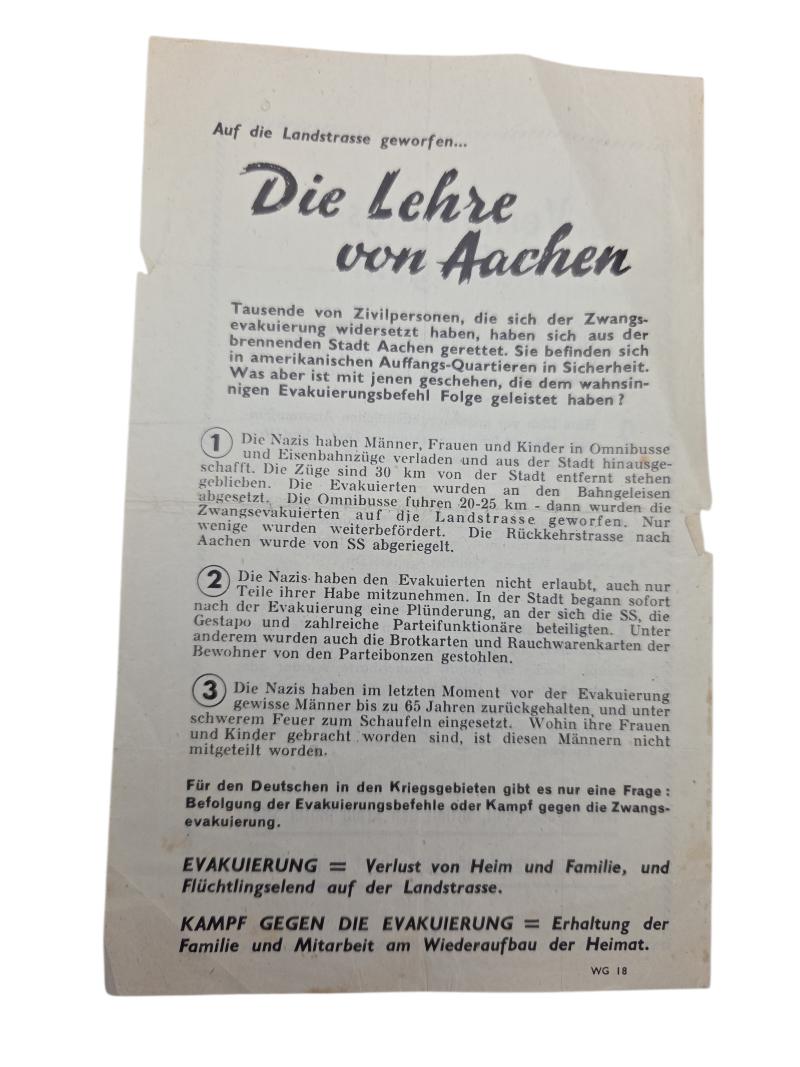 Auf die Landstrasse geworfen...
Die Lehre
von Aachen
Tausende von Zivilpersonen, die sich der Zwangs-
evakuierung widersetzt haben, haben sich aus der
brennenden Stadt Aachen gerettet. Sie befinden sich
in amerikanischen Auffangs-Quartieren in Sicherheit.
Was aber ist mit jenen geschehen, die dem wahnsin-
nigen Evakuierungsbefehl Folge geleistet haben?
1 Die Nazis haben Männer, Frauen und Kinder in Omnibusse
und Eisenbahnzüge verladen und aus der Stadt hinausge-
schafft. Die Züge sind 30 km von der Stadt entfernt stehen
geblieben. Die Evakuierten wurden an den Bahngeleisen
abgesetzt. Die Omnibusse fuhren 20-25 km - dann wurden die
Zwangsevakuierten auf die Landstrasse geworfen. Nur
wenige wurden weiterbefördert. Die Rückkehrstrasse nach
Aachen wurde von SS abgeriegelt.
2 Die Nazis haben den Evakuierten nicht erlaubt, auch nur
Teile ihrer Habe mitzunehmen. In der Stadt begann sofort
nach der Evakuierung eine Plünderung, an der sich die SS, die
Gestapo und zahlreiche Parteifunktionäre beteiligten. Unter
anderem wurden auch die Brotkarten und Rauchwarenkarten der
Bewohner von den Parteibonzen gestohlen.
3 Die Nazis haben im letzten Moment vor der Evakuierung
gewisse Männer bis zu 65 Jahren zurückgehalten, und unter
schwerem Feuer zum Schaufeln eingesetzt. Wohin ihre Frauen
und Kinder gebracht worden sind, ist diesen Männern nicht
mitgeteilt worden.
Für den Deutschen in den Kriegsgebieten gibt es nur eine Frage:
Befolgung der Evakuierungsbefehle oder Kampf gegen die Zwangs-
evakuierung.
EVAKUIERUNG = Verlust von Heim und Familie, und
Flüchtlingselend auf der Landstrasse.
KAMPF GEGEN DIE EVAKUIERUNG = Erhaltung der
Familie und Mitarbeit am Wiederaufbau der Heimat.
WG 18